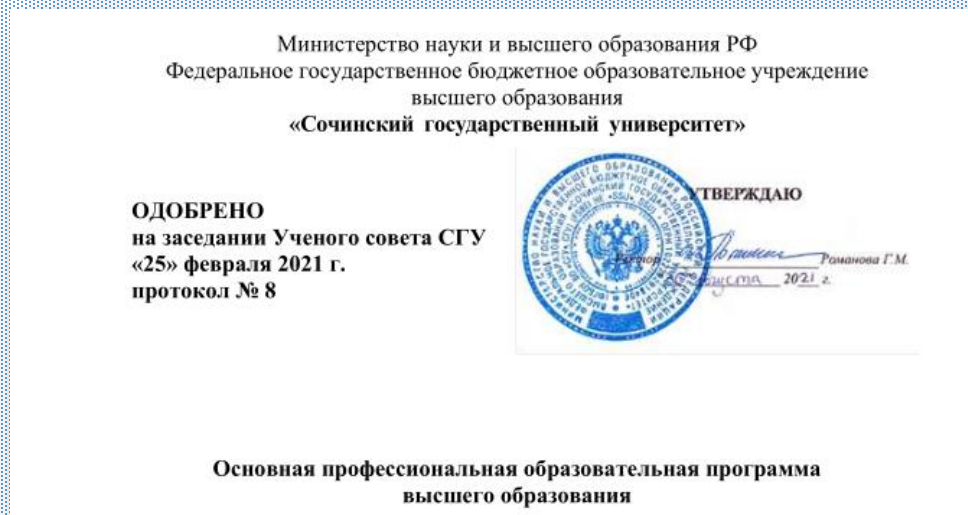 Министерство науки и высшего образования РФ
Федеральное государственное бюджетное образовательное учреждение
высшего образования
«Сочинский государственный университет»
УТВЕРЖДАЮ
ОДОБРЕНО
на заседании Ученого совета СГУ
«25» февраля 2021 г.
протокол № 8
Ректор Романова Г.М.
августа 2021 г.
Основная профессиональная образовательная программа
высшего образования